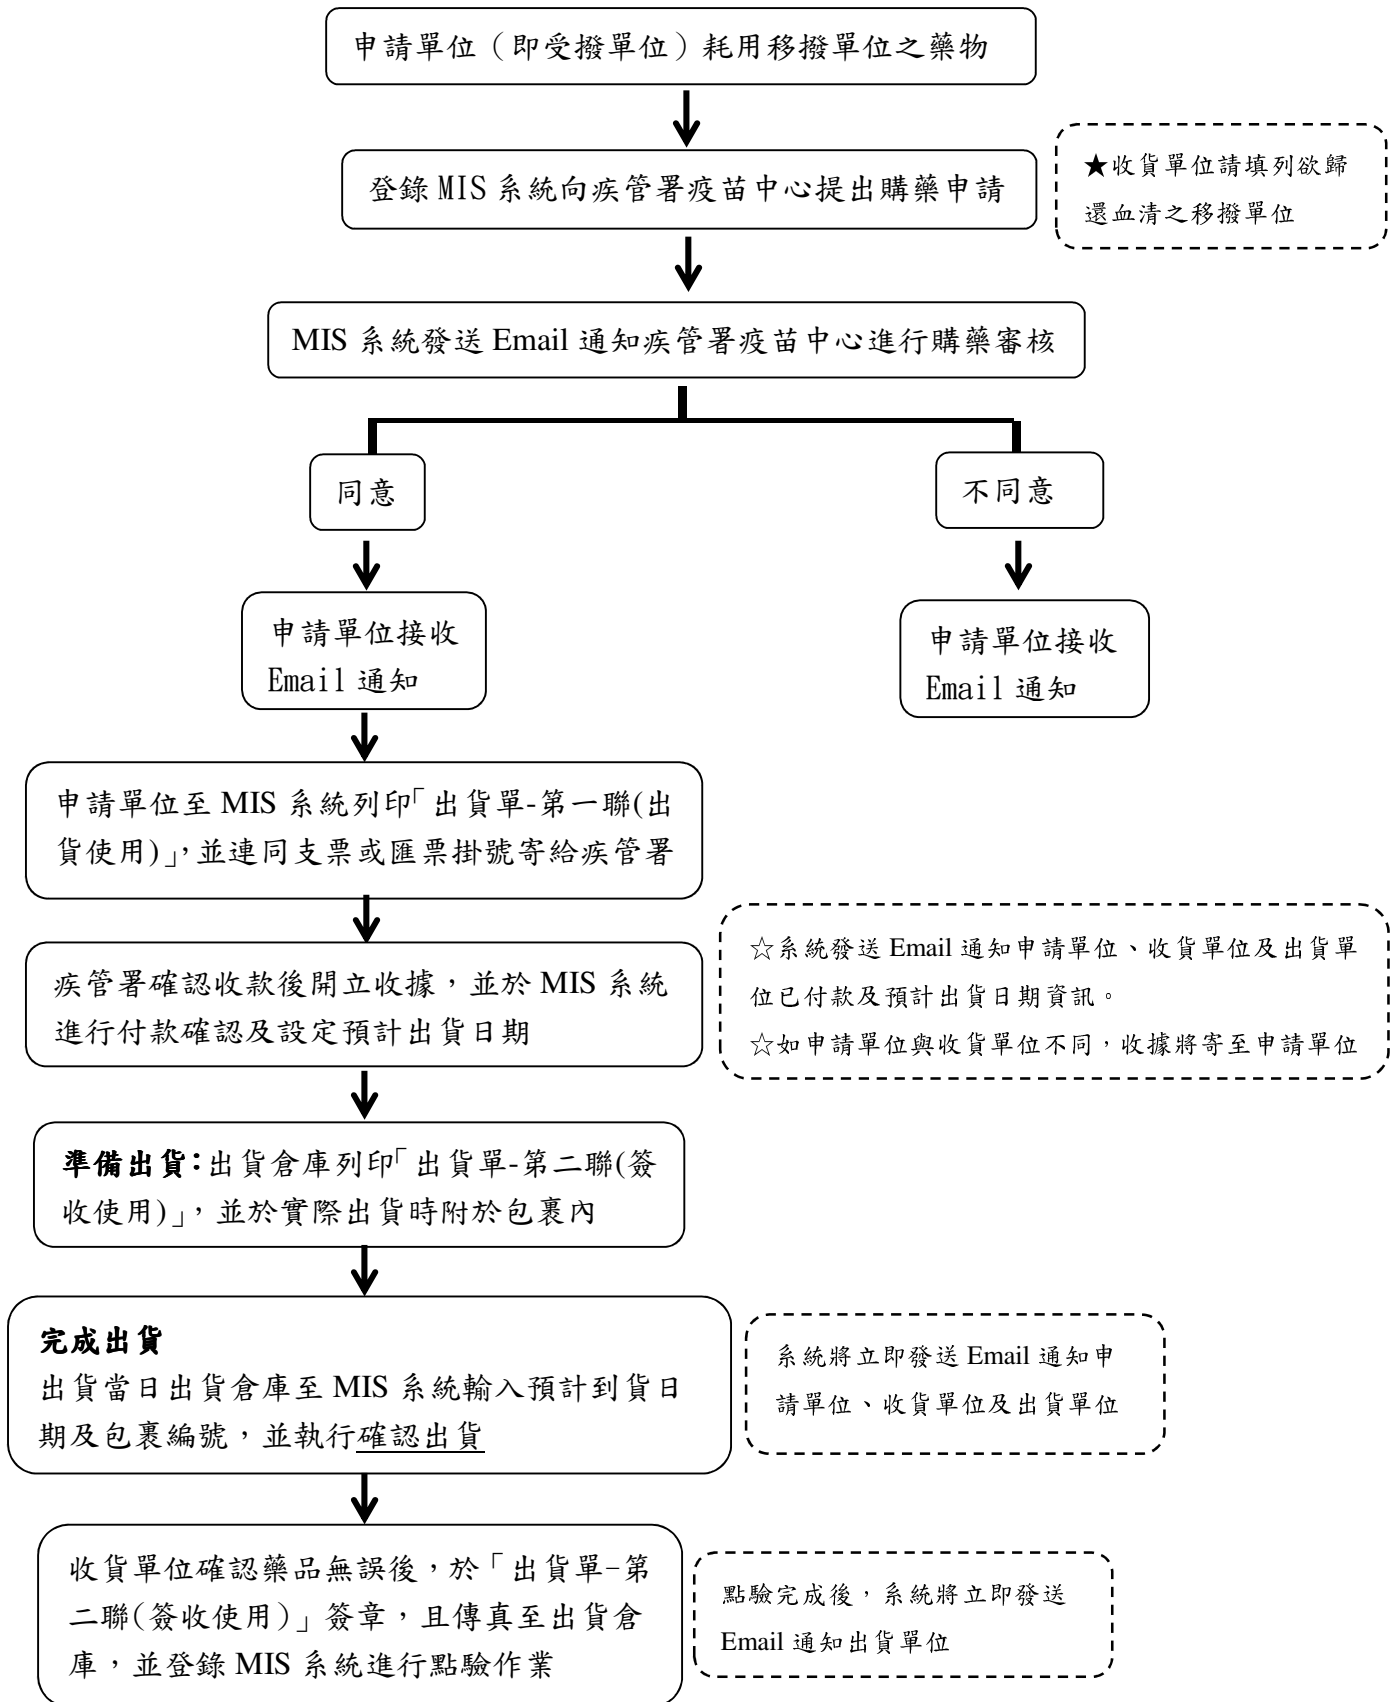 申請單位（即受撥單位）耗用移撥單位之藥物
登錄 MIS 系統向疾管署疫苗中心提出購藥申請
★收貨單位請填列欲歸
還血清之移撥單位
MIS 系統發送 Email 通知疾管署疫苗中心進行購藥審核
同意
不同意
申請單位接收
Email 通知
申請單位接收
Email 通知
申請單位至 MIS 系統列印「出貨單-第一聯(出
貨使用)」，並連同支票或匯票掛號寄給疾管署
疾管署確認收款後開立收據，並於 MIS 系統
進行付款確認及設定預計出貨日期
☆系統發送 Email 通知申請單位、收貨單位及出貨單
位已付款及預計出貨日期資訊。
☆如申請單位與收貨單位不同，收據將寄至申請單位
準備出貨：出貨倉庫列印「出貨單-第二聯(簽
收使用)」，並於實際出貨時附於包裹內
完成出貨
出貨當日出貨倉庫至 MIS 系統輸入預計到貨日
期及包裹編號，並執行確認出貨
系統將立即發送 Email 通知申
請單位、收貨單位及出貨單位
收貨單位確認藥品無誤後，於「出貨單-第
二聯(簽收使用)」簽章，且傳真至出貨倉
庫，並登錄 MIS 系統進行點驗作業
點驗完成後，系統將立即發送
Email 通知出貨單位